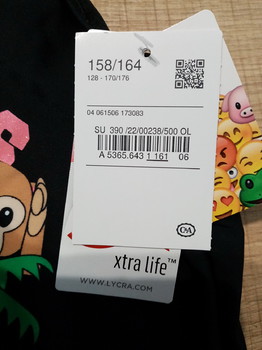 158/164
128 - 170/176
04 061506 173083
SU 390 /22/00238/500 OL
A 5365.643 1 161 06
C&A
xtra life™
WWW.LYCRA.COM